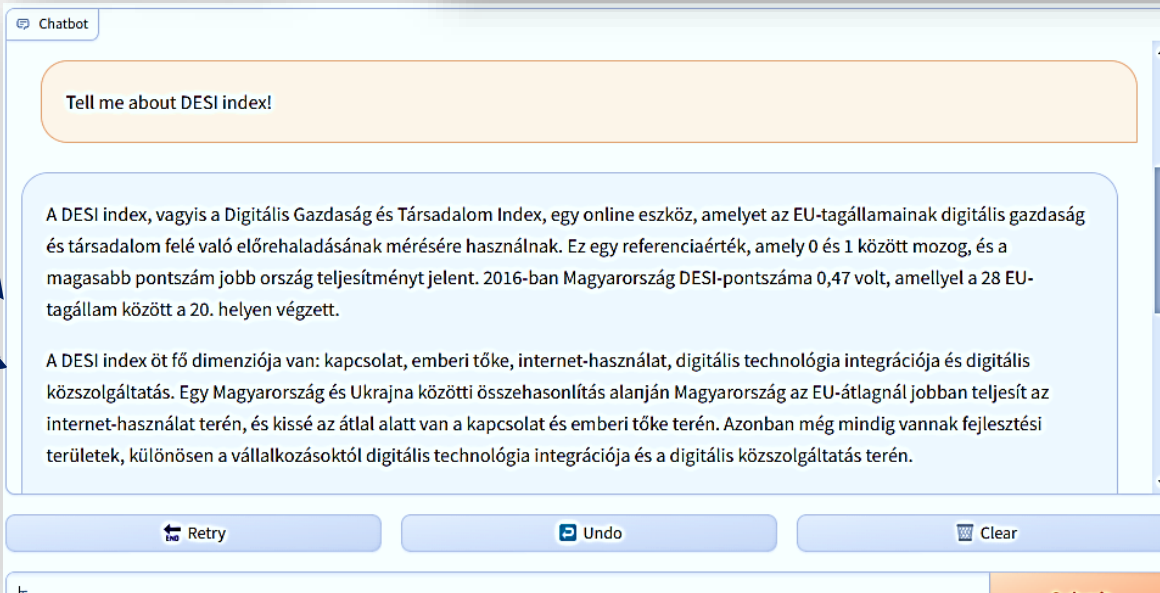 Chatbot
Tell me about DESI index!
A DESI index, vagyis a Digitális Gazdaság és Társadalom Index, egy online eszköz, amelyet az EU-tagállamainak digitális gazdaság
és társadalom felé való előrehaladásának mérésére használnak. Ez egy referenciaérték, amely 0 és 1 között mozog, és a
magasabb pontszám jobb ország teljesítményt jelent. 2016-ban Magyarország DESI-pontszáma 0,47 volt, amellyel a 28 EU-
tagállam között a 20. helyen végzett.
A DESI index öt fő dimenziója van: kapcsolat, emberi tőke, internet-használat, digitális technológia integrációja és digitális
közszolgáltatás. Egy Magyarország és Ukrajna közötti összehasonlítás alanján Magyarország az EU-átlagnál jobban teljesít az
internet-használat terén, és kissé az átlal alatt van a kapcsolat és emberi tőke terén. Azonban még mindig vannak fejlesztési
területek, különösen a vállalkozásoktól digitális technológia integrációja és a digitális közszolgáltatás terén.
END Retry
Undo
Clear